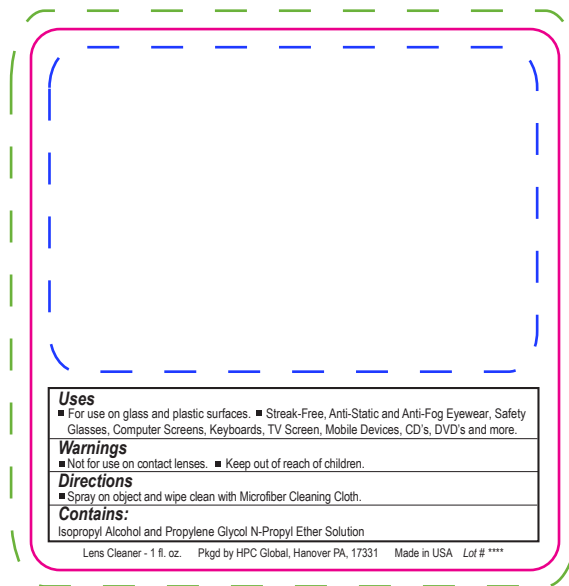 Uses
■ For use on glass and plastic surfaces. ■ Streak-Free, Anti-Static and Anti-Fog Eyewear, Safety
Glasses, Computer Screens, Keyboards, TV Screen, Mobile Devices, CD's, DVD's and more.
Warnings
■ Not for use on contact lenses. ■ Keep out of reach of children.
Directions
■ Spray on object and wipe clean with Microfiber Cleaning Cloth.
Contains:
Isopropyl Alcohol and Propylene Glycol N-Propyl Ether Solution
Lens Cleaner - 1 fl. oz. Pkgd by HPC Global, Hanover PA, 17331 Made in USA Lot # ****